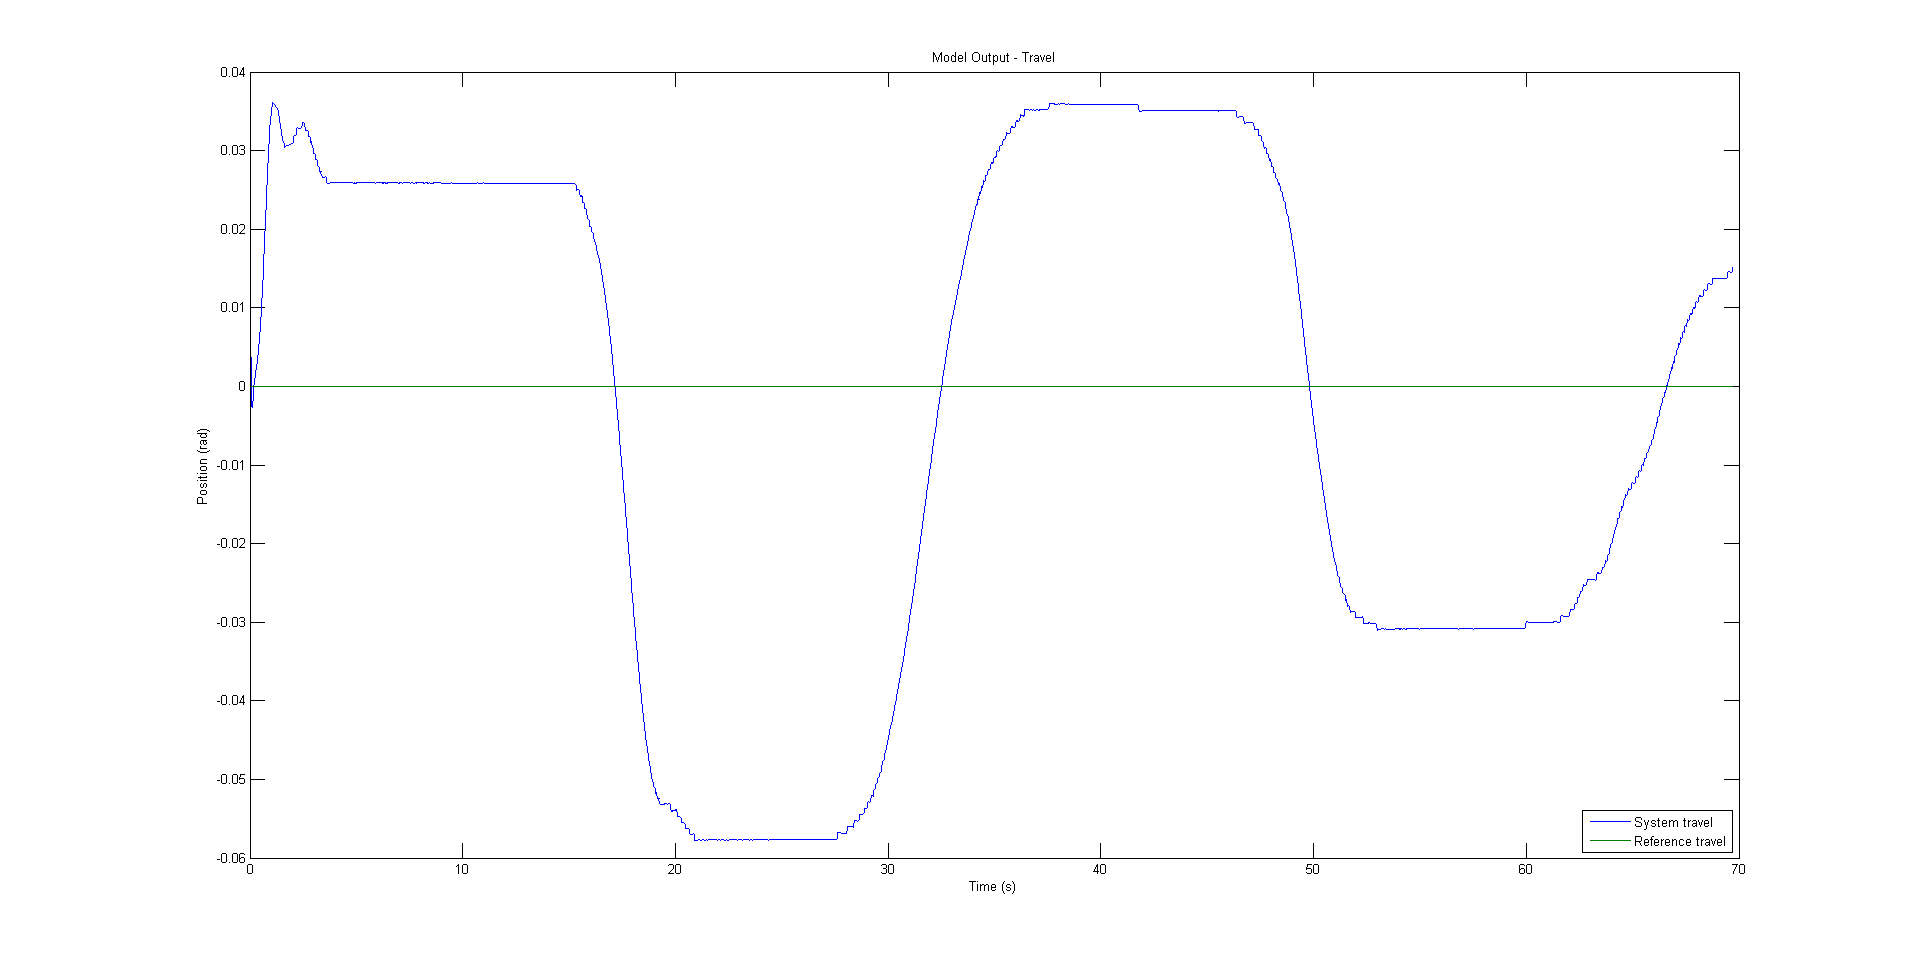 Model Output - Travel
0.04
0.03
0.02
0.01
0
-0.01
-0.02
-0.03
-0.04
-0.05
-0.06
Position (rad)
0 10 20 30 40 50 60 70
Time (s)
System travel
Reference travel